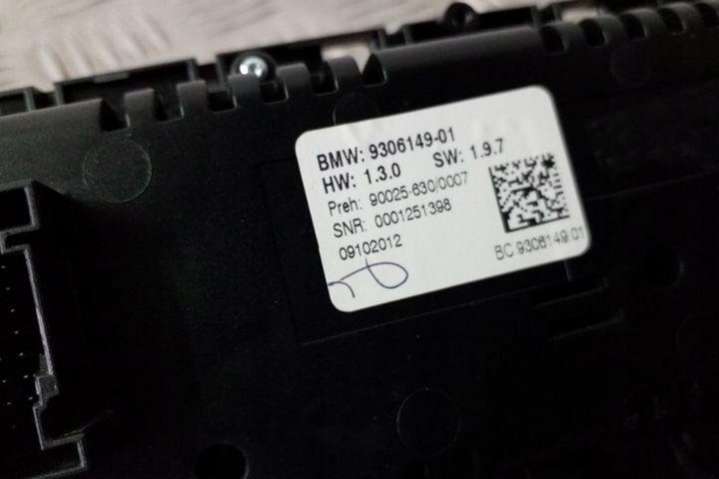 BMW: 9306149-01
HW: 1.3.0 SW: 1.9.7
Preh: 90025-630/0007
SNR: 0001251398
09102012
BC 9306149 01